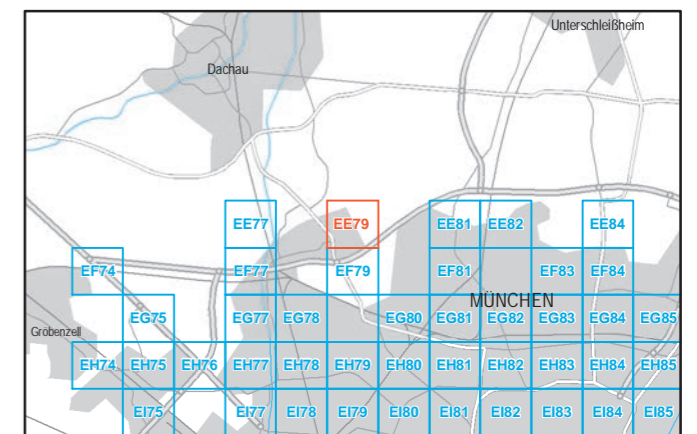 Unterschleißheim
Dachau
EE77 EE79 EE81 EE82 EE84
EF74 EF77 EF79 EF81 EF83 EF84
MÜNCHEN
EG75 EG77 EG78 EG80 EG81 EG82 EG83 EG84 EG85
Gröbenzell
EH74 EH75 EH76 EH77 EH78 EH79 EH80 EH81 EH82 EH83 EH84 EH85
EI75 EI77 EI78 EI79 EI80 EI81 EI82 EI83 EI84 EI85